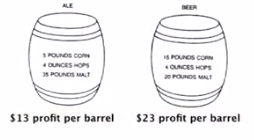 ALE
5 POUNDS CORN
4 OUNCES HOPS
35 POUNDS MALT
$13 profit per barrel
BEER
15 POUNDS CORN
4 OUNCES HOPS
20 POUNDS MALT
$23 profit per barrel